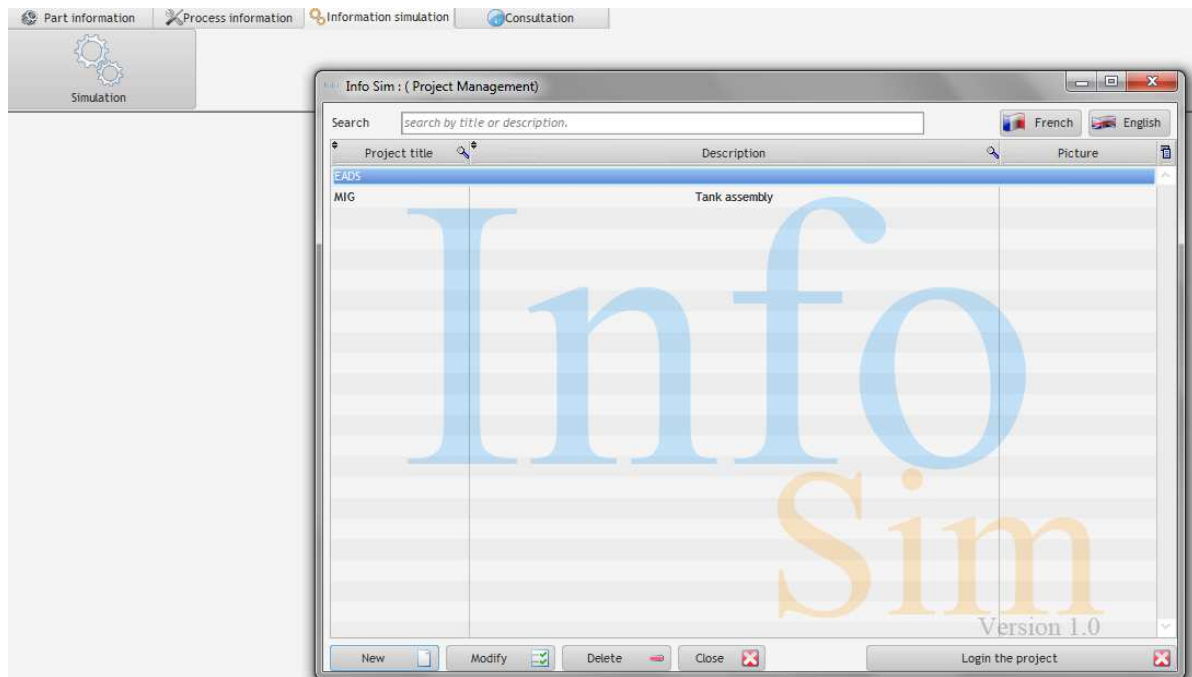 Part information Process information Information simulation Consultation
Simulation
Info Sim : ( Project Management)
Search search by title or description. French English
Project title Description Picture
EADS
MIG Tank assembly
Info
Sim
Version 1.0
New Modify Delete Close Login the project